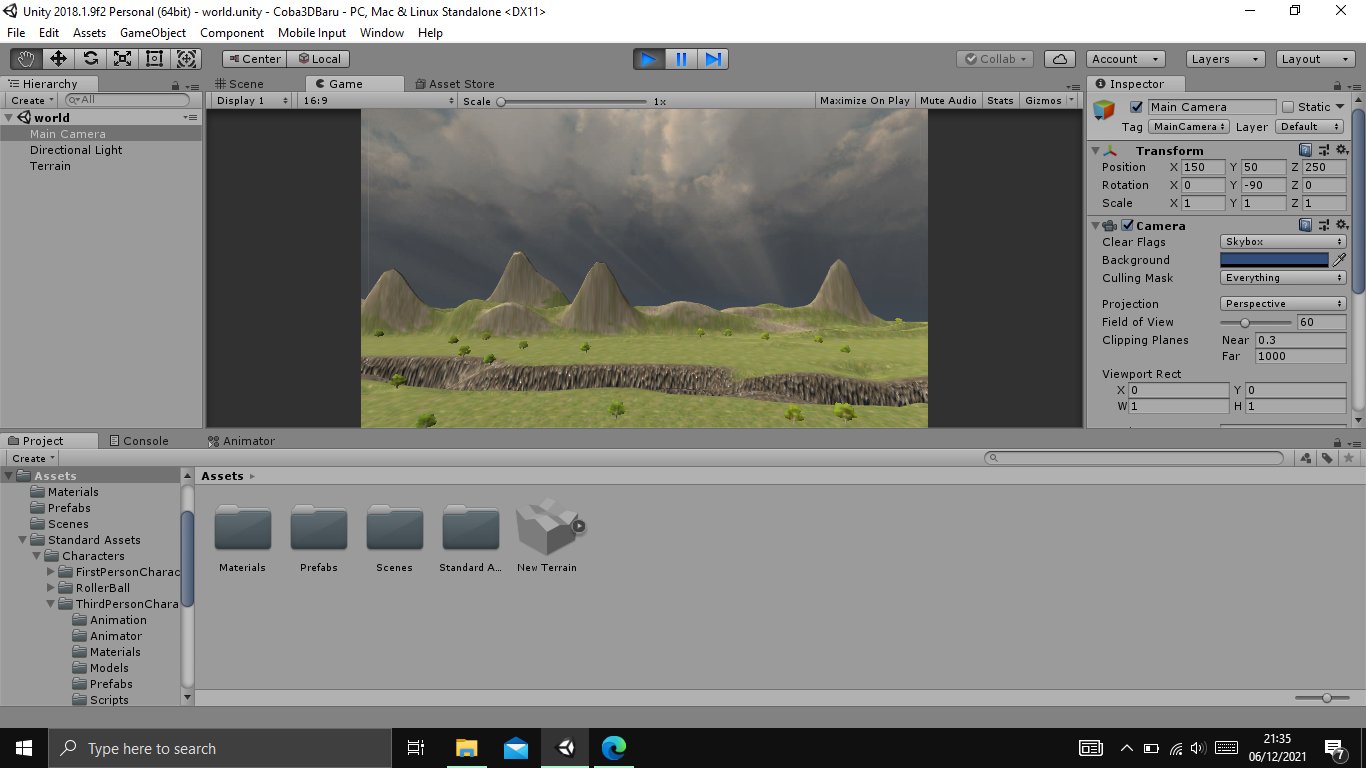 Unity 2018.1.9f2 Personal (64bit) - world.unity - Coba3DBaru - PC, Mac & Linux Standalone <DX11>
File Edit Assets GameObject Component Mobile Input Window Help
Center Local Collab Account Layers Layout
Hierarchy
Create All
world
Main Camera
Directional Light
Terrain
Scene Game Asset Store
Display 1 16:9 Scale 1x Maximize On Play Mute Audio Stats Gizmos
Inspector
Main Camera Static
Tag MainCamera Layer Default
Transform
Position X 150 Y 50 Z 250
Rotation X 0 Y -90 Z 0
Scale X 1 Y 1 Z 1
Camera
Clear Flags Skybox
Background
Culling Mask Everything
Projection Perspective
Field of View 60
Clipping Planes Near 0.3
Far 1000
Viewport Rect
X 0 Y 0
W 1 H 1
Project Console Animator
Create
Assets
Materials
Prefabs
Scenes
Standard Assets
Characters
FirstPersonCharac
RollerBall
ThirdPersonChara
Animation
Animator
Materials
Models
Prefabs
Scripts
Assets
Materials Prefabs Scenes Standard A... New Terrain
Type here to search
21:35
06/12/2021
7